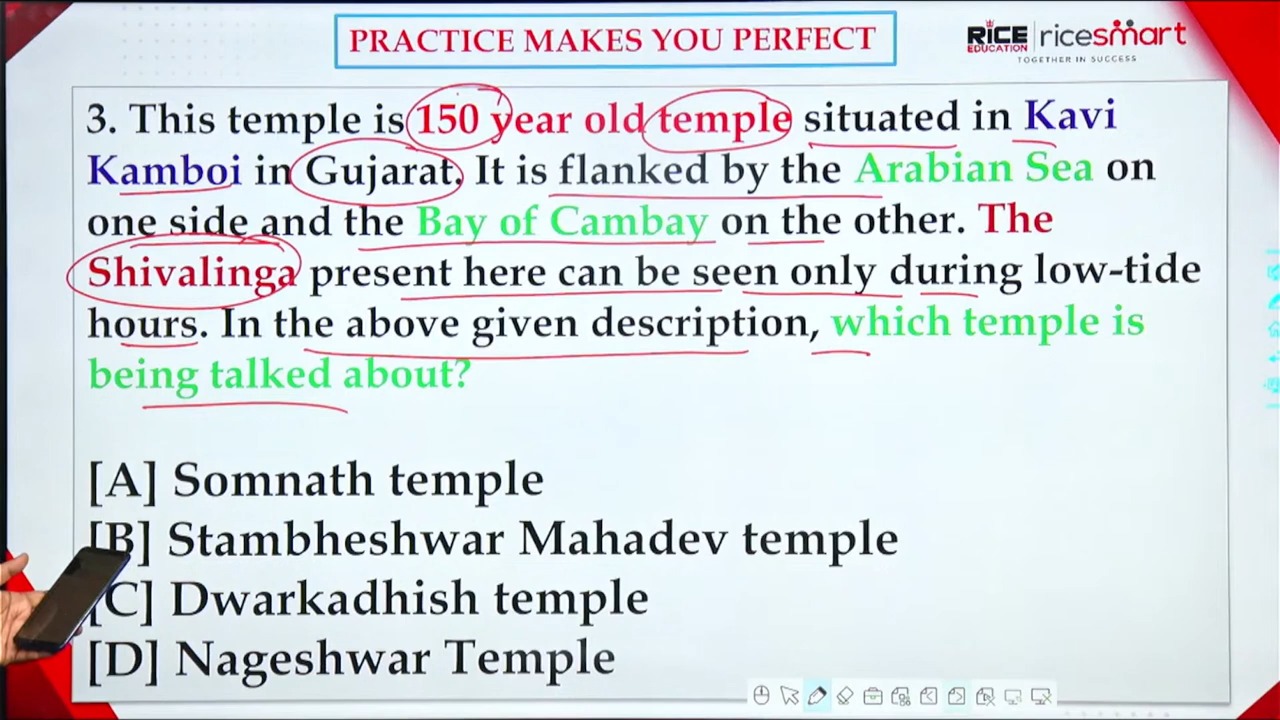 PRACTICE MAKES YOU PERFECT
RICE EDUCATION ricesmart
TOGETHER IN SUCCESS
3. This temple is 150 year old temple situated in Kavi
Kamboi in Gujarat. It is flanked by the Arabian Sea on
one side and the Bay of Cambay on the other. The
Shivalinga present here can be seen only during low-tide
hours. In the above given description, which temple is
being talked about?
[A] Somnath temple
[B] Stambheshwar Mahadev temple
[C] Dwarkadhish temple
[D] Nageshwar Temple